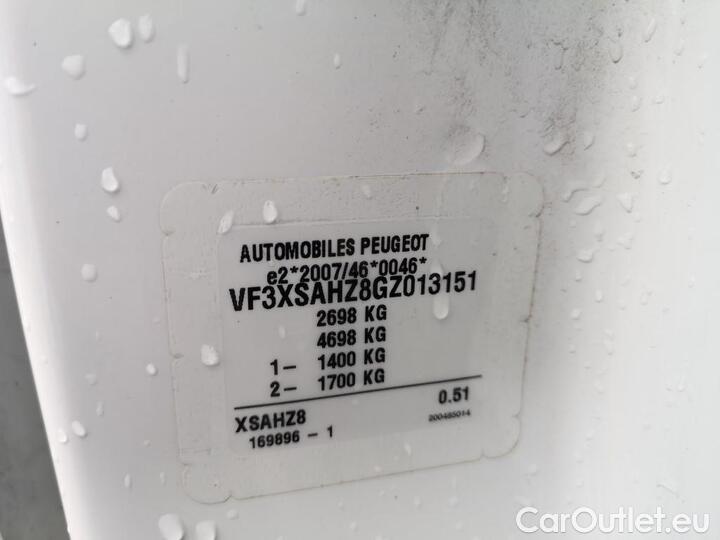 AUTOMOBILES PEUGEOT
e2*2007/46*0046*
VF3XSAHZ8GZ013151
2698 KG
4698 KG
1- 1400 KG
2- 1700 KG
XSAHZ8 0.51
169896 - 1 200485014
CarOutlet.eu